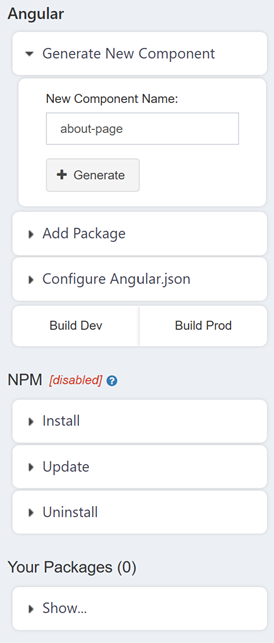 Angular
Generate New Component
New Component Name:
about-page
+ Generate
Add Package
Configure Angular.json
Build Dev Build Prod
NPM [disabled] ?
Install
Update
Uninstall
Your Packages (0)
Show...